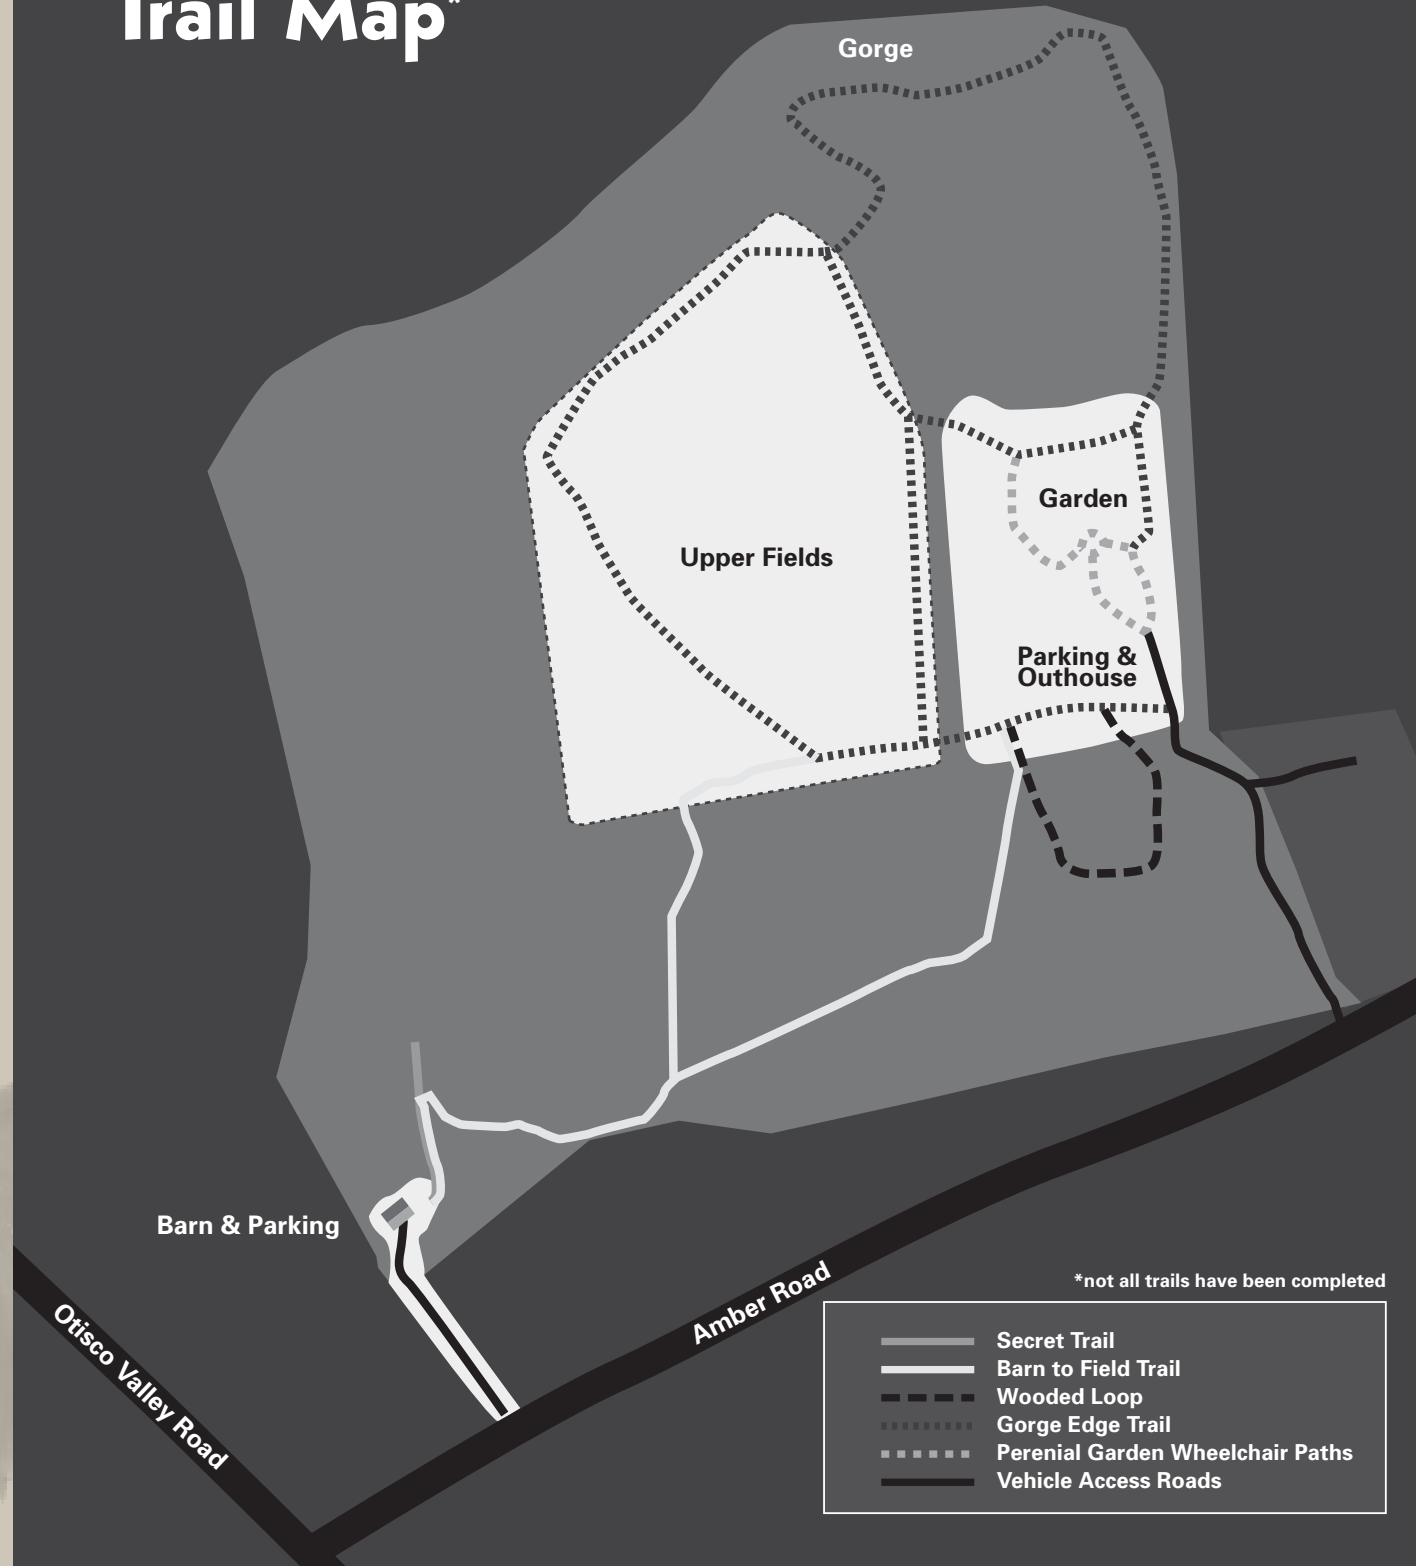 Trail Map*
Gorge
Garden
Upper Fields
Parking &
Outhouse
Barn & Parking
Otisco Valley Road
Amber Road
*not all trails have been completed
Secret Trail
Barn to Field Trail
Wooded Loop
Gorge Edge Trail
Perenial Garden Wheelchair Paths
Vehicle Access Roads